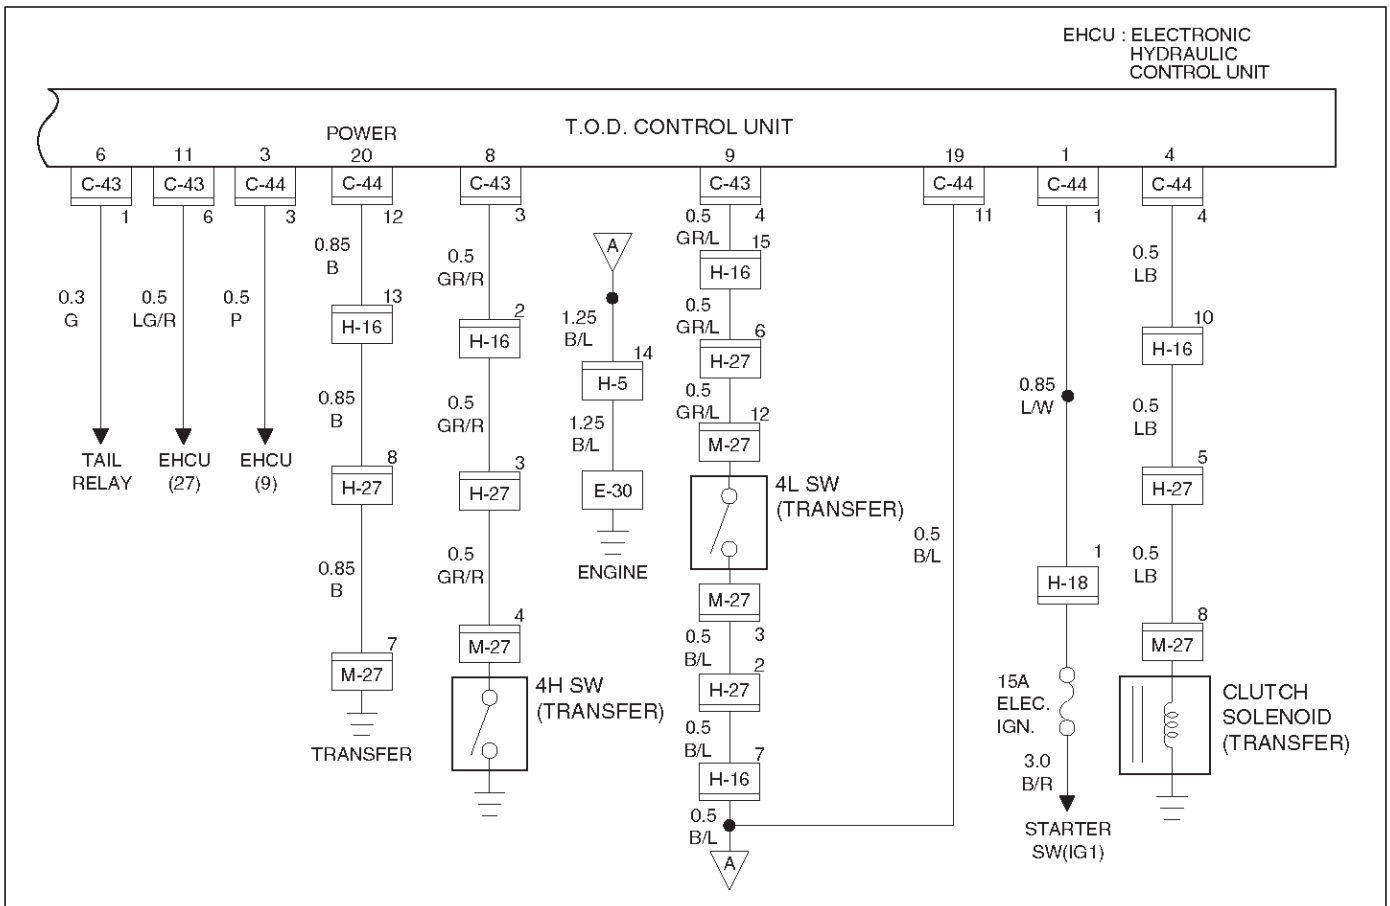 EHCU : ELECTRONIC
HYDRAULIC
CONTROL UNIT
T.O.D. CONTROL UNIT
POWER
6 11 3 20 8 9 19 1 4
C-43 C-43 C-44 C-44 C-43 C-43 C-44 C-44 C-44
1 6 3 12 3 4 11 1 4
0.3
G
TAIL
RELAY
0.5
LG/R
EHCU
(27)
0.5
P
EHCU
(9)
0.85
B
13
H-16
0.85
B
8
H-27
0.85
B
7
M-27
TRANSFER
0.5
GR/R
2
H-16
0.5
GR/R
3
H-27
0.5
GR/R
4
M-27
4H SW
(TRANSFER)
A
1.25
B/L
14
H-5
1.25
B/L
E-30
ENGINE
0.5
GR/L
15
H-16
0.5
GR/L
6
H-27
0.5
GR/L
12
M-27
4L SW
(TRANSFER)
M-27
3
0.5
B/L
2
H-27
0.5
B/L
7
H-16
0.5
B/L
A
0.5
B/L
0.85
L/W
1
H-18
15A
ELEC.
IGN.
3.0
B/R
STARTER
SW(IG1)
0.5
LB
10
H-16
0.5
LB
5
H-27
0.5
LB
8
M-27
CLUTCH
SOLENOID
(TRANSFER)